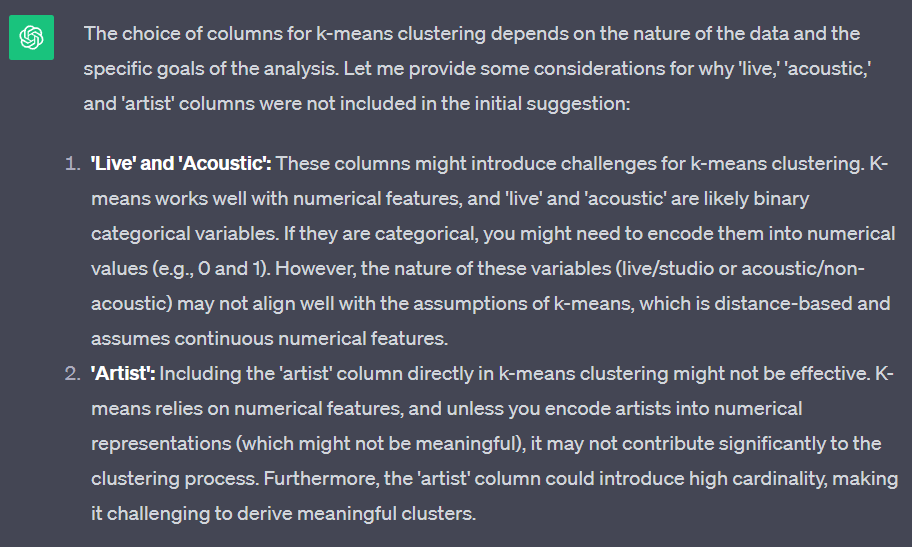 The choice of columns for k-means clustering depends on the nature of the data and the
specific goals of the analysis. Let me provide some considerations for why 'live,' 'acoustic,'
and 'artist' columns were not included in the initial suggestion:
1. 'Live' and 'Acoustic': These columns might introduce challenges for k-means clustering. K-
means works well with numerical features, and 'live' and 'acoustic' are likely binary
categorical variables. If they are categorical, you might need to encode them into numerical
values (e.g., 0 and 1). However, the nature of these variables (live/studio or acoustic/non-
acoustic) may not align well with the assumptions of k-means, which is distance-based and
assumes continuous numerical features.
2. 'Artist': Including the 'artist' column directly in k-means clustering might not be effective. K-
means relies on numerical features, and unless you encode artists into numerical
representations (which might not be meaningful), it may not contribute significantly to the
clustering process. Furthermore, the 'artist' column could introduce high cardinality, making
it challenging to derive meaningful clusters.